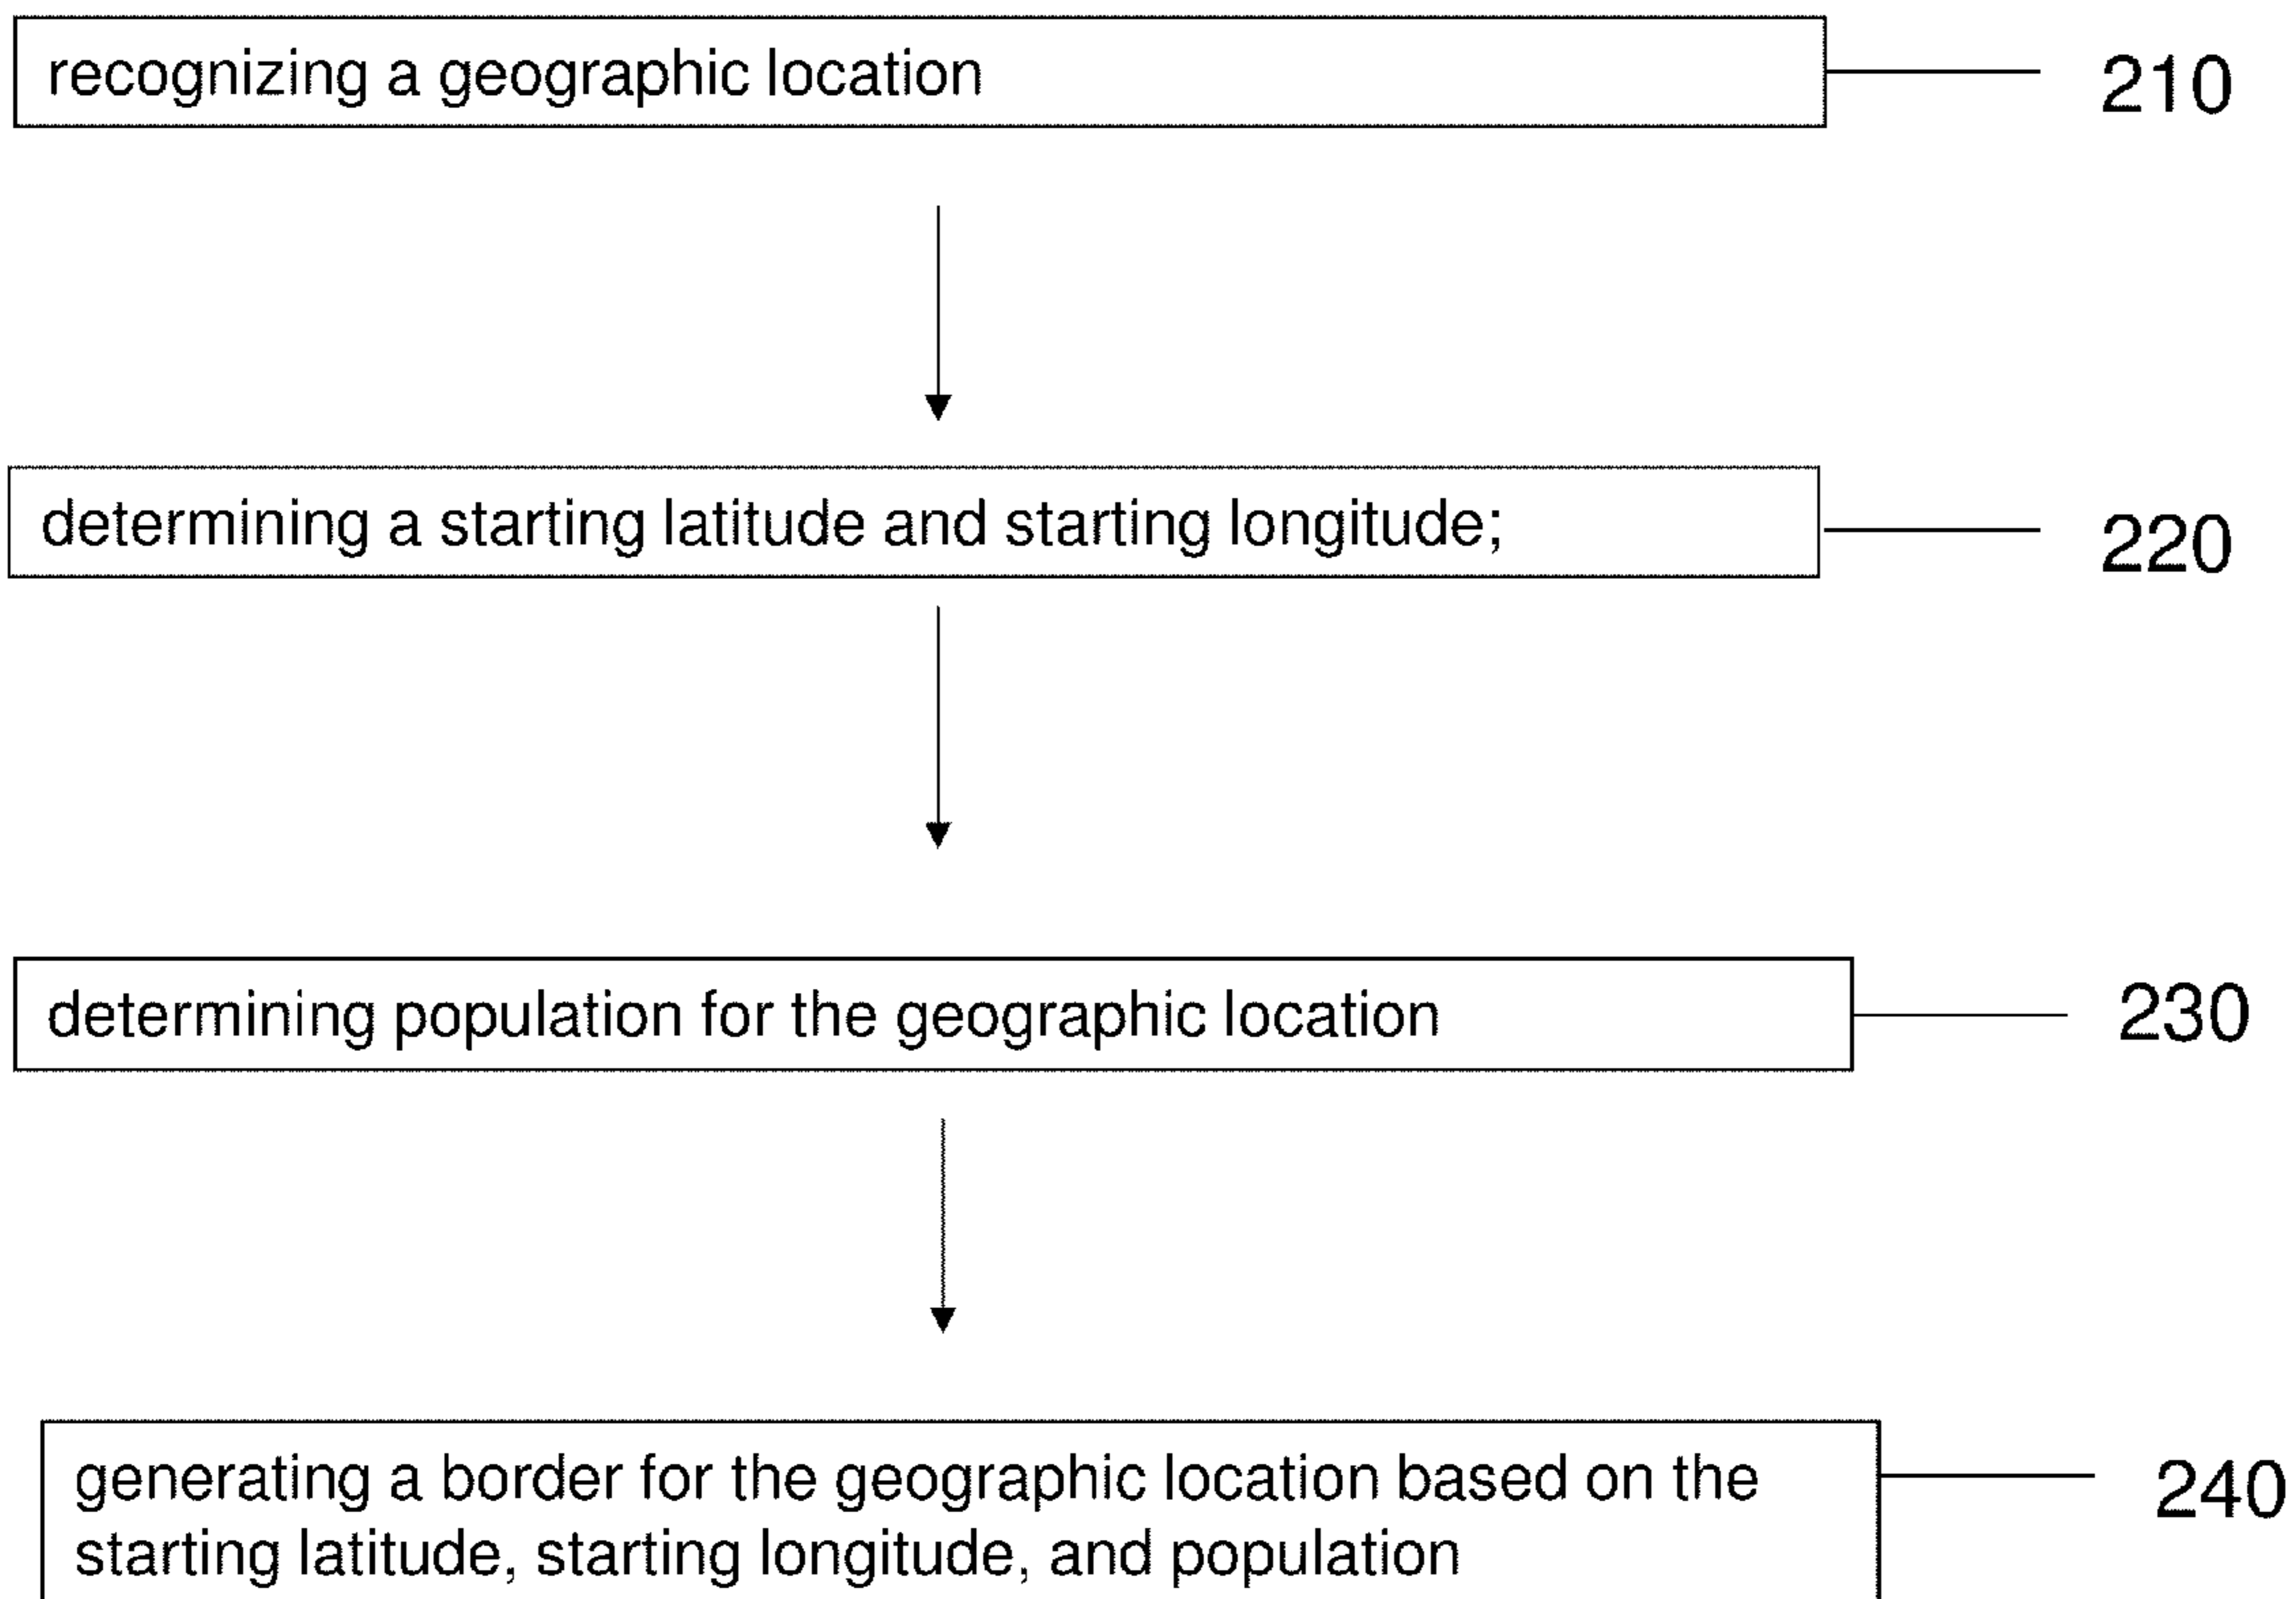 recognizing a geographic location
210
determining a starting latitude and starting longitude;
220
determining population for the geographic location
230
generating a border for the geographic location based on the
starting latitude, starting longitude, and population
240